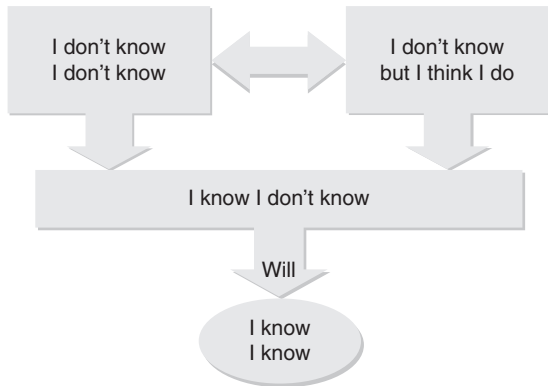 I don't know
I don't know
I don't know
but I think I do
I know I don't know
Will
I know
I know